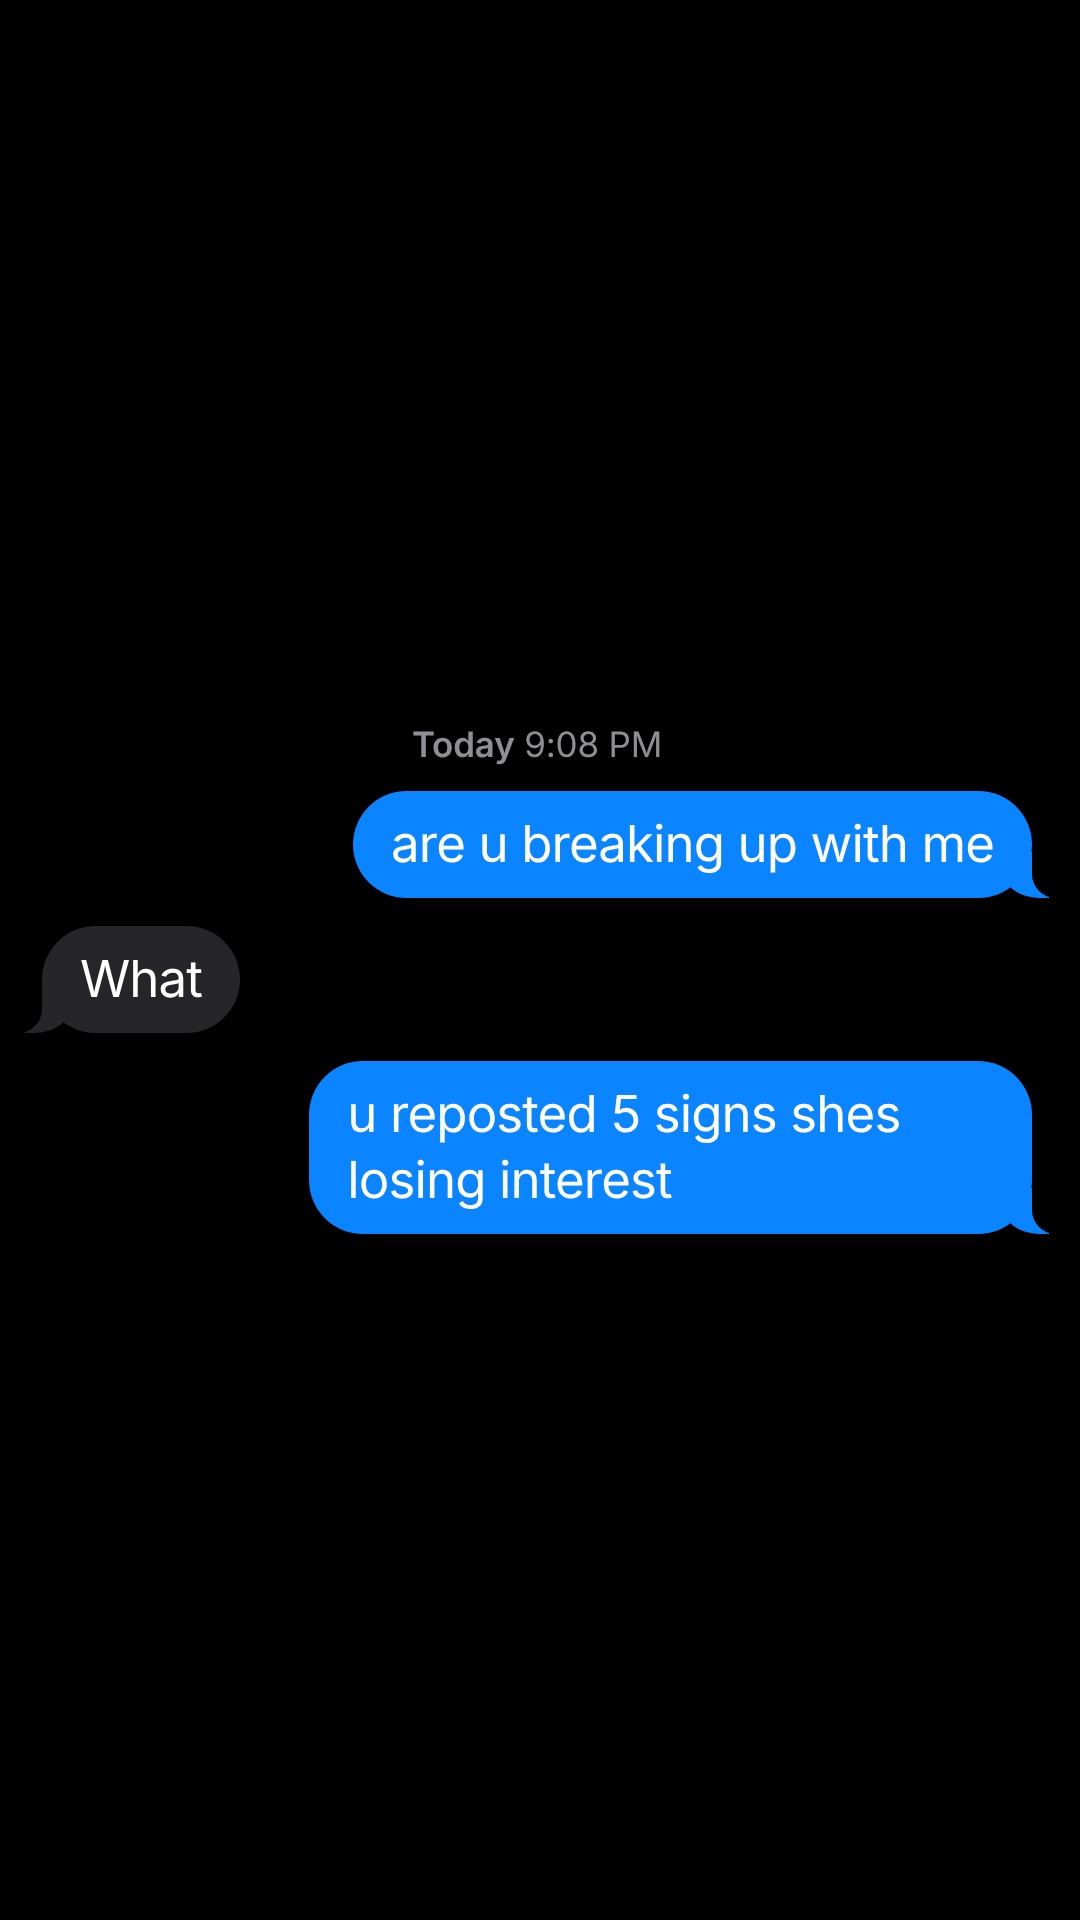 Today 9:08 PM
are u breaking up with me
What
u reposted 5 signs shes
losing interest